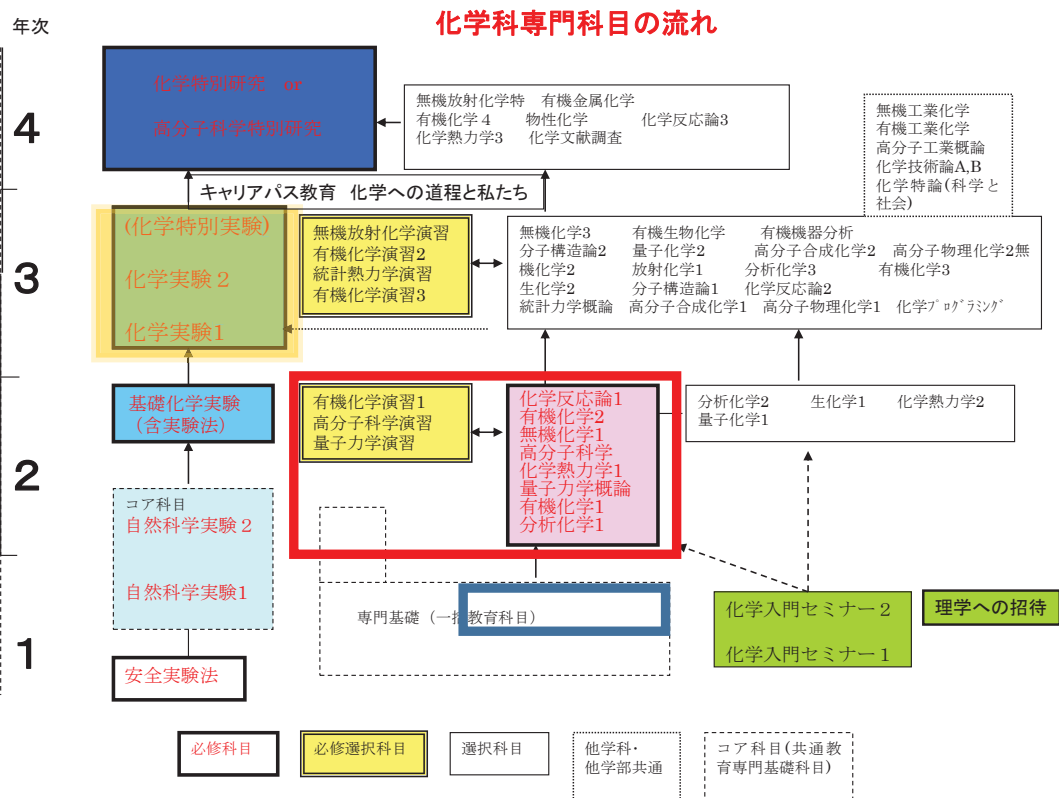 化学科専門科目の流れ
年次
4
化学特別研究 or
高分子科学特別研究
無機放射化学特 有機金属化学
有機化学4 物性化学 化学反応論3
化学熱力学3 化学文献調査
無機工業化学
有機工業化学
高分子工業概論
化学技術論A,B
化学特論(科学と
社会)
キャリアパス教育 化学への道程と私たち
3
(化学特別実験)
化学実験2
化学実験1
無機放射化学演習
有機化学演習2
統計熱力学演習
有機化学演習3
無機化学3 有機生物化学 有機機器分析
分子構造論2 量子化学2 高分子合成化学2 高分子物理化学2無
機化学2 放射化学1 分析化学3 有機化学3
生化学2 分子構造論1 化学反応論2
統計力学概論 高分子合成化学1 高分子物理化学1 化学プログラミング
2
基礎化学実験
(含実験法)
有機化学演習1
高分子科学演習
量子力学演習
化学反応論1
有機化学2
無機化学1
高分子科学
化学熱力学1
量子力学概論
有機化学1
分析化学1
分析化学2 生化学1 化学熱力学2
量子化学1
コア科目
自然科学実験2
自然科学実験1
1
専門基礎(一括教育科目)
化学入門セミナー2
化学入門セミナー1
理学への招待
安全実験法
必修科目
必修選択科目
選択科目
他学科・
他学部共通
コア科目(共通教
育専門基礎科目)